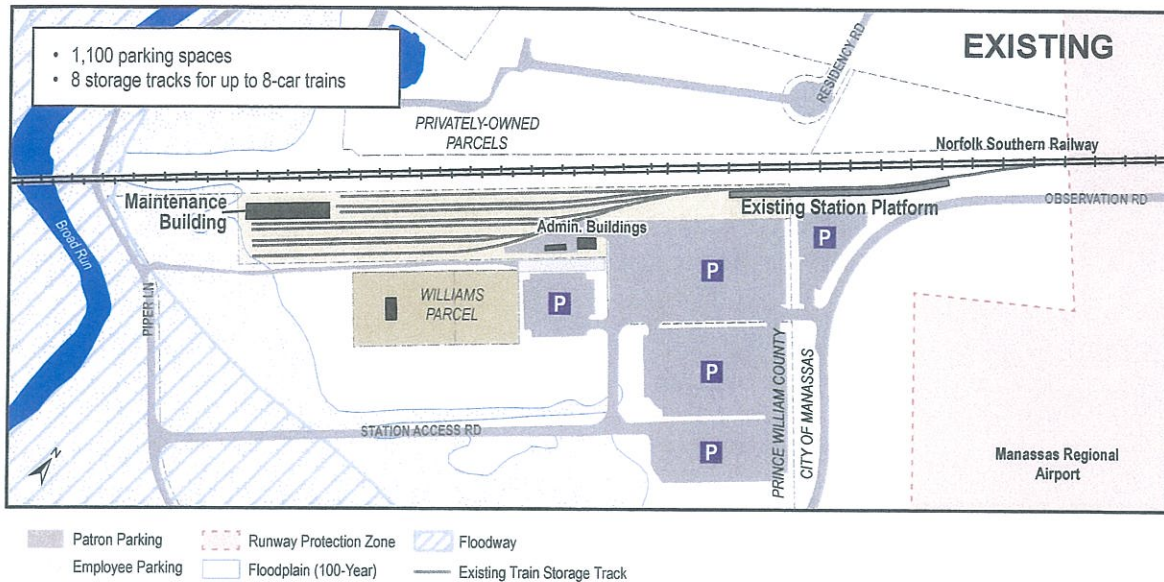 • 1,100 parking spaces
• 8 storage tracks for up to 8-car trains
EXISTING
RESIDENCY RD
PRIVATELY-OWNED
PARCELS
Norfolk Southern Railway
Maintenance
Building
Existing Station Platform
OBSERVATION RD
Admin. Buildings
P
Broad Run
WILLIAMS
PARCEL
P
P
PIPER LN
P
PRINCE WILLIAM COUNTY
CITY OF MANASSAS
STATION ACCESS RD
P
Manassas Regional
Airport
N
Patron Parking
Runway Protection Zone
Floodway
Employee Parking
Floodplain (100-Year)
Existing Train Storage Track